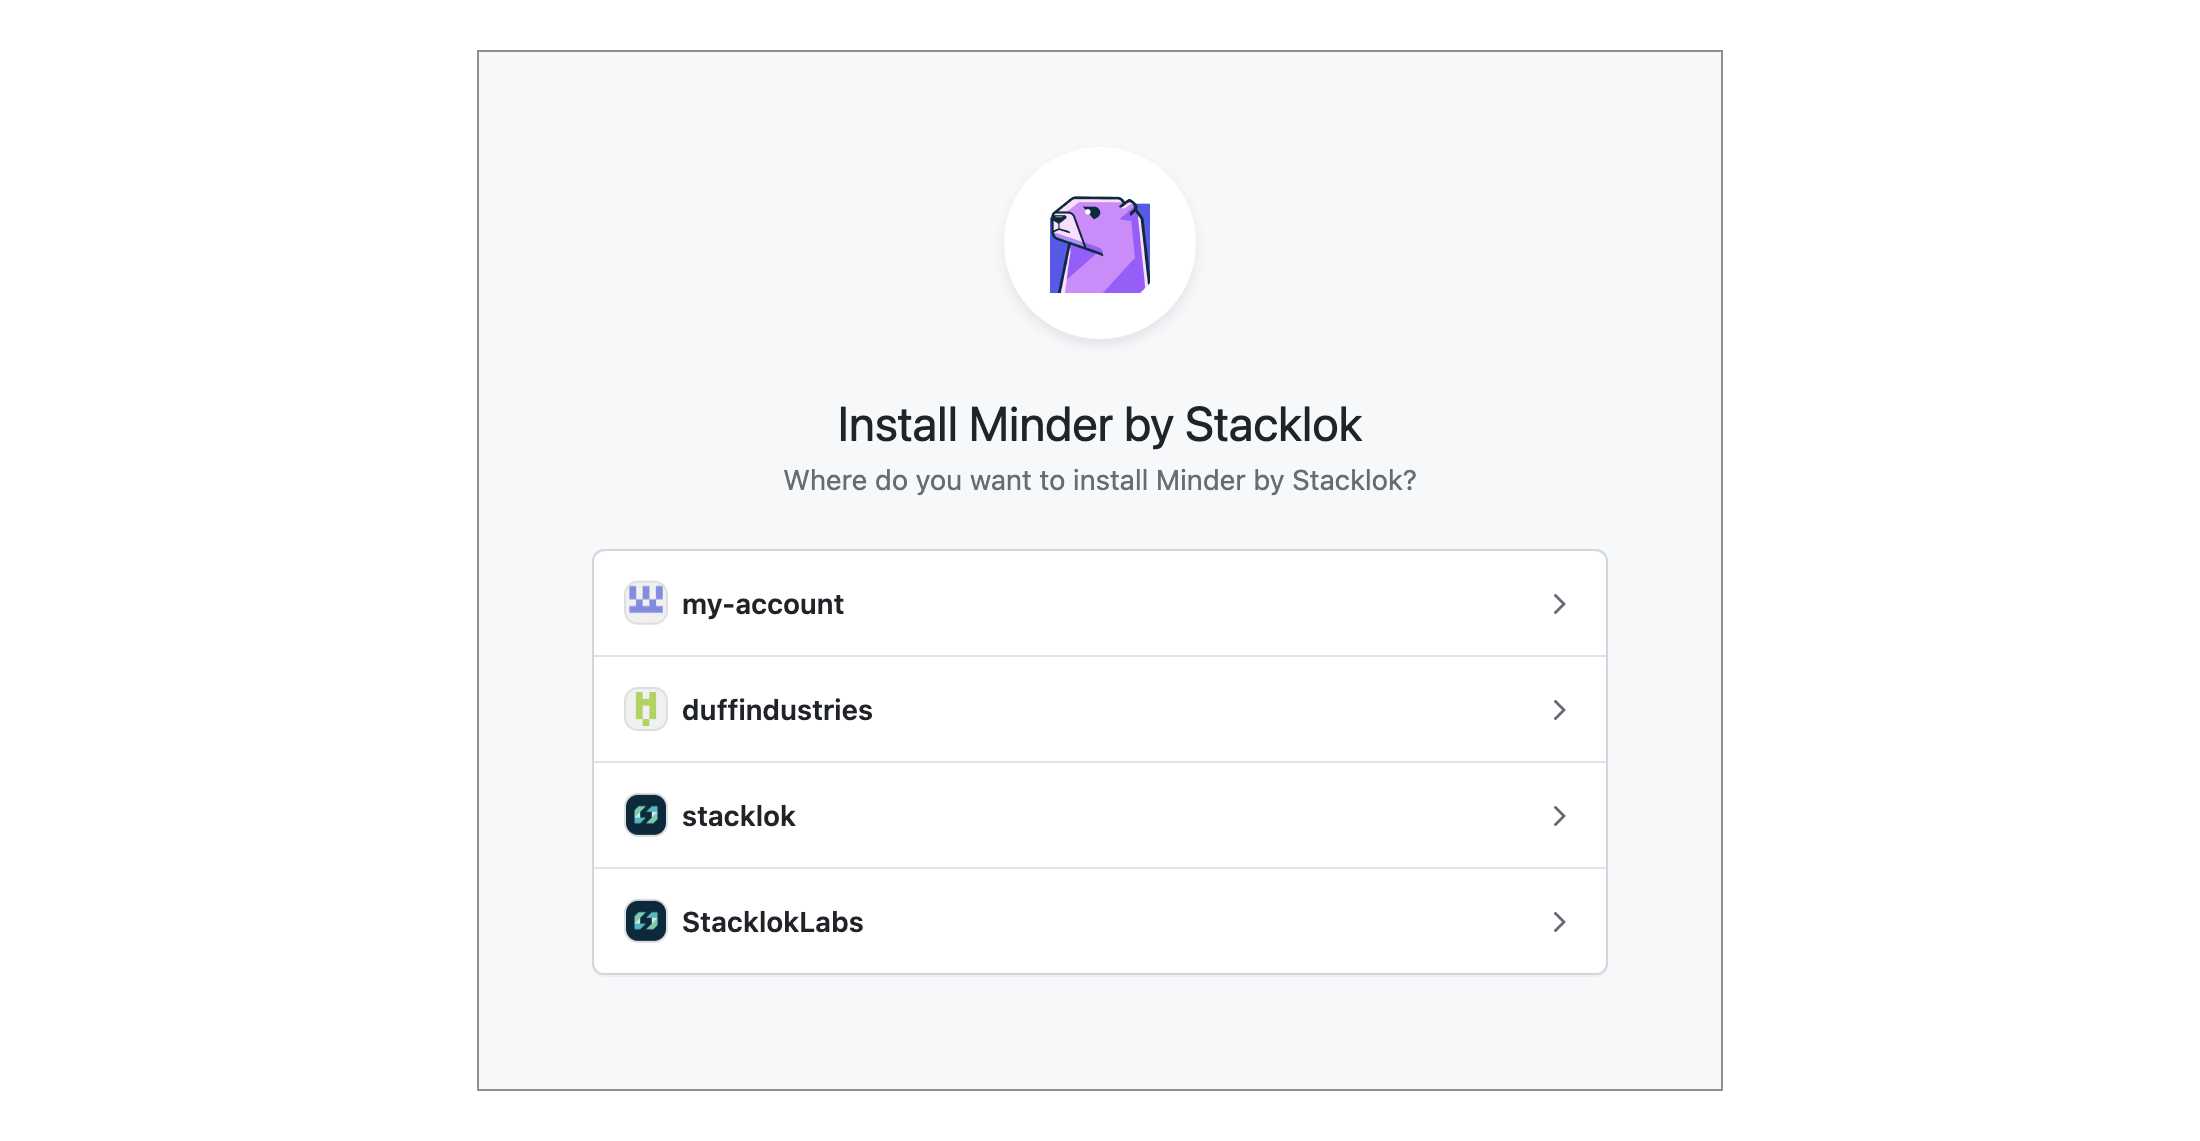 Install Minder by Stacklok
Where do you want to install Minder by Stacklok?
my-account
duffindustries
stacklok
StacklokLabs